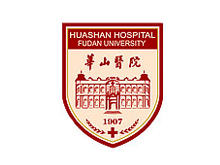 HUASHAN HOSPITAL
FUDAN UNIVERSITY
華山醫院
1907